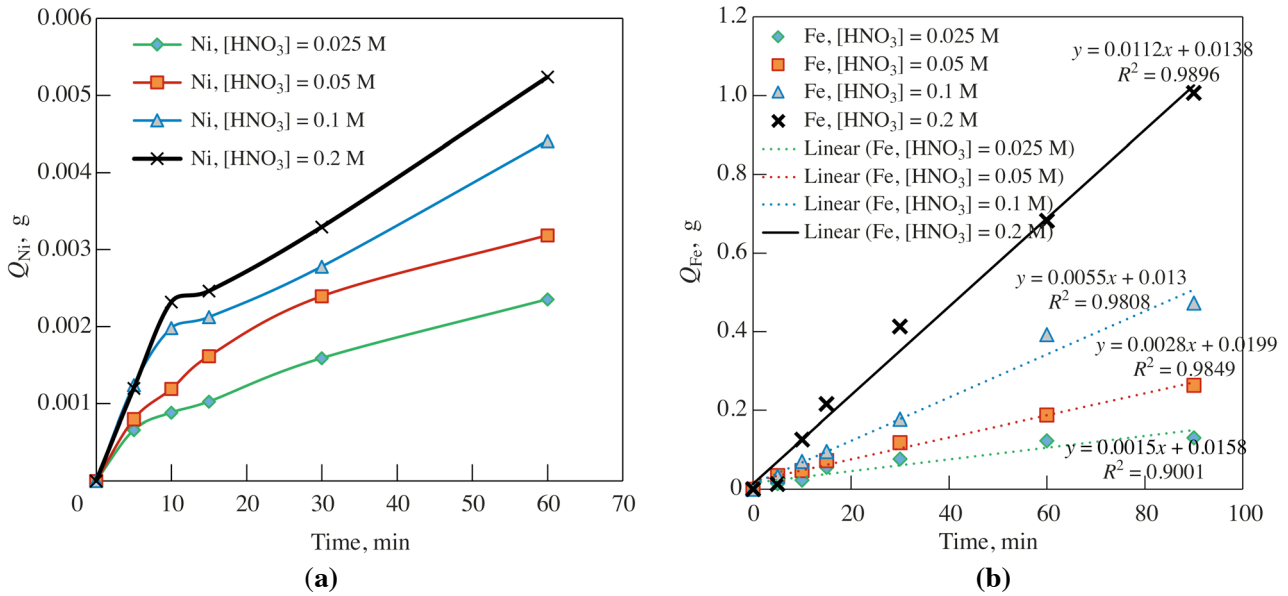 0.006
0.005
0.004
0.003
0.002
0.001
Q_Ni, g
Ni, [HNO₃] = 0.025 M
Ni, [HNO₃] = 0.05 M
Ni, [HNO₃] = 0.1 M
Ni, [HNO₃] = 0.2 M
0 10 20 30 40 50 60 70
Time, min
(a)
1.2
1.0
0.8
0.6
0.4
0.2
0
Q_Fe, g
Fe, [HNO₃] = 0.025 M
Fe, [HNO₃] = 0.05 M
Fe, [HNO₃] = 0.1 M
Fe, [HNO₃] = 0.2 M
Linear (Fe, [HNO₃] = 0.025 M)
Linear (Fe, [HNO₃] = 0.05 M)
Linear (Fe, [HNO₃] = 0.1 M)
Linear (Fe, [HNO₃] = 0.2 M)
y = 0.0112x + 0.0138
R² = 0.9896
y = 0.0055x + 0.013
R² = 0.9808
y = 0.0028x + 0.0199
R² = 0.9849
y = 0.0015x + 0.0158
R² = 0.9001
0 20 40 60 80 100
Time, min
(b)